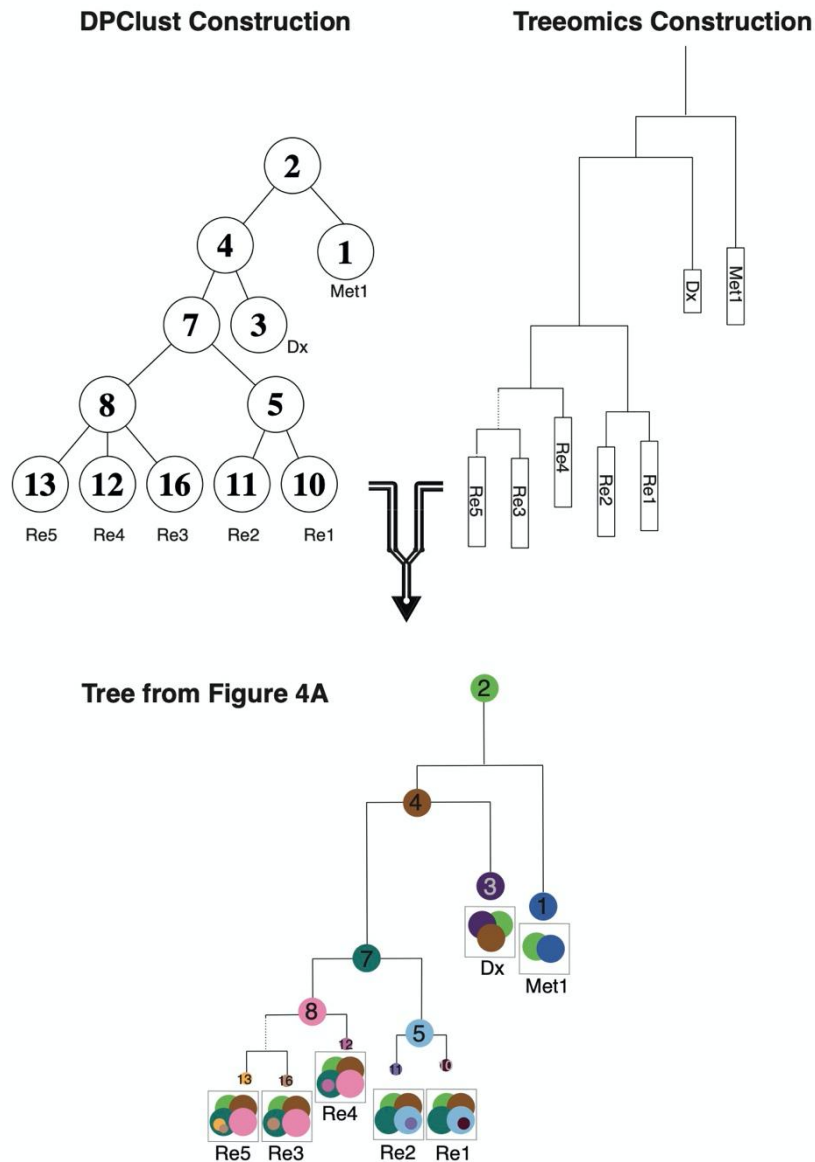 DPClust Construction
Treeomics Construction
2
4
1
Met1
7
3
Dx
8
5
13
12
16
11
10
Re5
Re4
Re3
Re2
Re1
Met1
Dx
Re4
Re5
Re3
Re2
Re1
Tree from Figure 4A
2
4
3
1
Dx
Met1
7
8
5
12
13
16
11
10
Re4
Re5
Re3
Re2
Re1